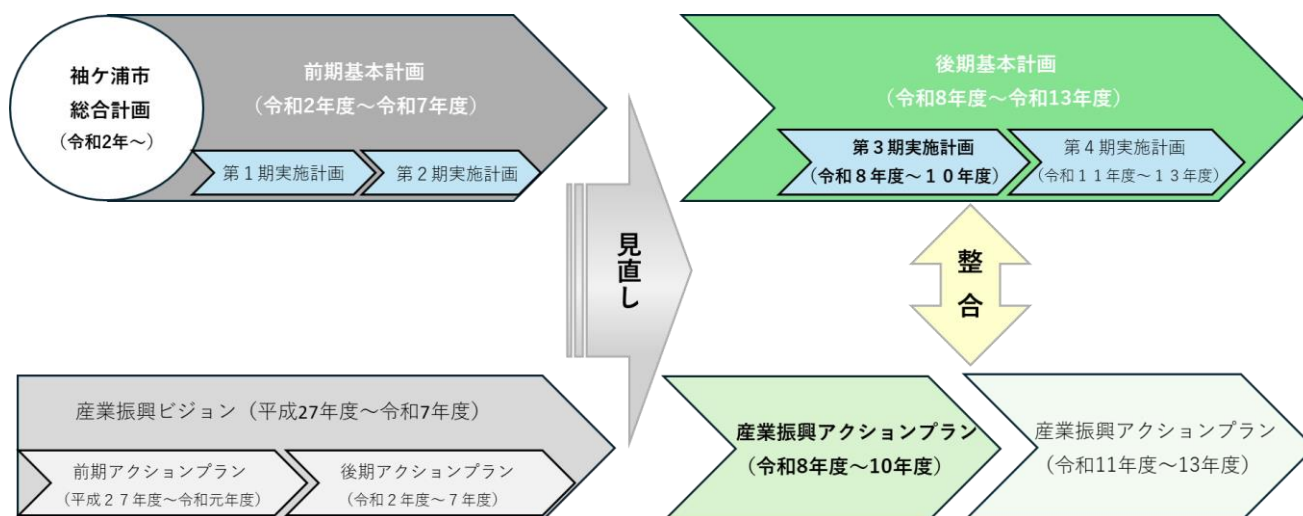 袖ケ浦市
総合計画
（令和2年～）
前期基本計画
（令和2年度～令和7年度）
第１期実施計画
第２期実施計画
見直し
後期基本計画
（令和8年度～令和13年度）
第３期実施計画
（令和８年度～１０年度）
第４期実施計画
（令和１１年度～１３年度）
整合
産業振興ビジョン（平成27年度～令和7年度）
前期アクションプラン
（平成２７年度～令和元年度）
後期アクションプラン
（令和２年度～７年度）
産業振興アクションプラン
（令和8年度～10年度）
産業振興アクションプラン
（令和11年度～13年度）